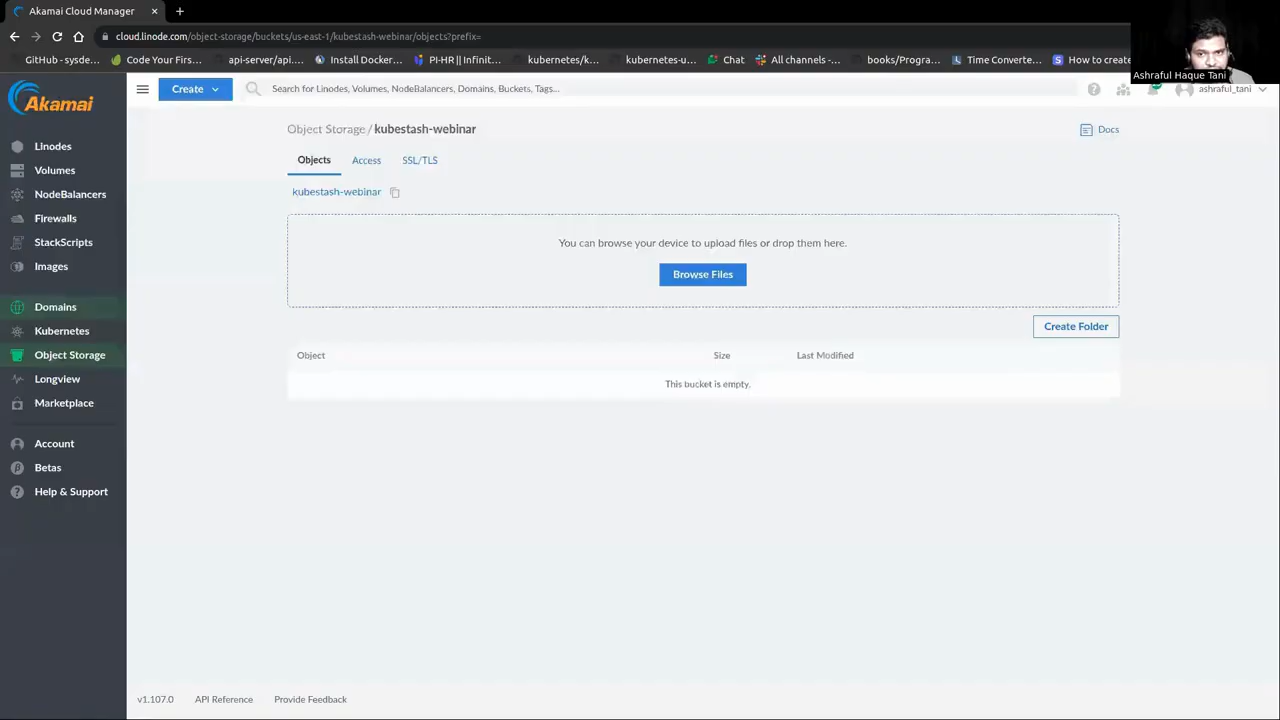 Akamai Cloud Manager
cloud.linode.com/object-storage/buckets/us-east-1/kubestash-webinar/objects?prefix=
GitHub - sysde...
Code Your First...
api-server/api....
Install Docker...
PI-HR || Infinit...
kubernetes/k...
kubernetes-u...
Chat
All channels -...
books/Progra...
Time Converte...
How to create
Ashraful Haque Tani
Akamai
Create
Search for Linodes, Volumes, NodeBalancers, Domains, Buckets, Tags...
ashraful_tani
Linodes
Volumes
NodeBalancers
Firewalls
StackScripts
Images
Domains
Kubernetes
Object Storage
Longview
Marketplace
Account
Betas
Help & Support
Object Storage / kubestash-webinar
Docs
Objects
Access
SSL/TLS
kubestash-webinar
You can browse your device to upload files or drop them here.
Browse Files
Create Folder
Object
Size
Last Modified
This bucket is empty.
v1.107.0
API Reference
Provide Feedback